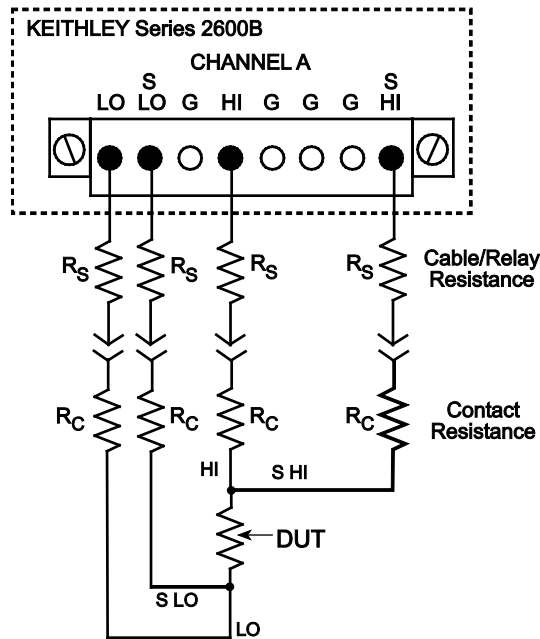 KEITHLEY Series 2600B
CHANNEL A
S S
LO LO G HI G G G HI
RS RS RS RS Cable/Relay
Resistance
RC RC RC RC Contact
Resistance
HI S HI
DUT
S LO
LO